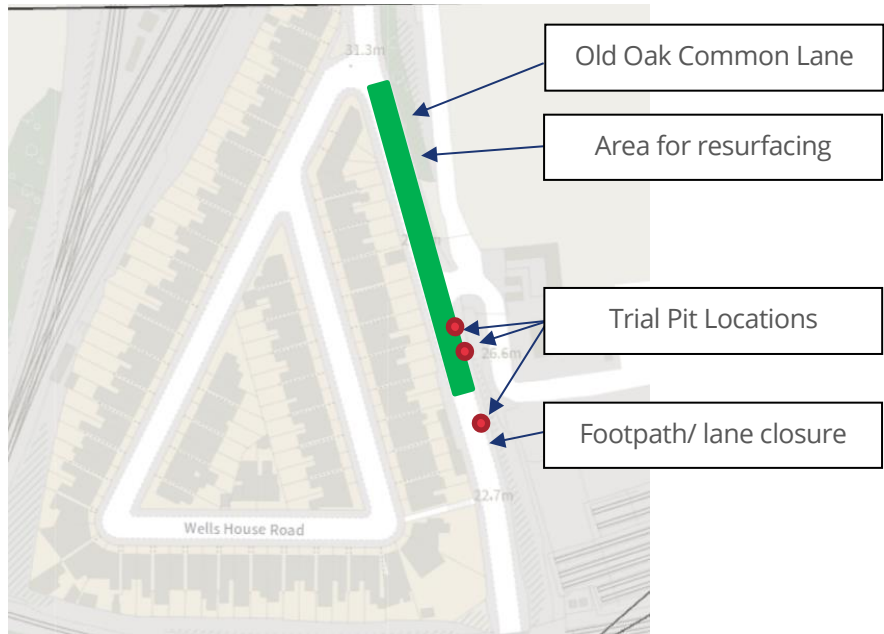 31.3m
Old Oak Common Lane
Area for resurfacing
Trial Pit Locations
26.6m
Footpath/ lane closure
22.7m
Wells House Road